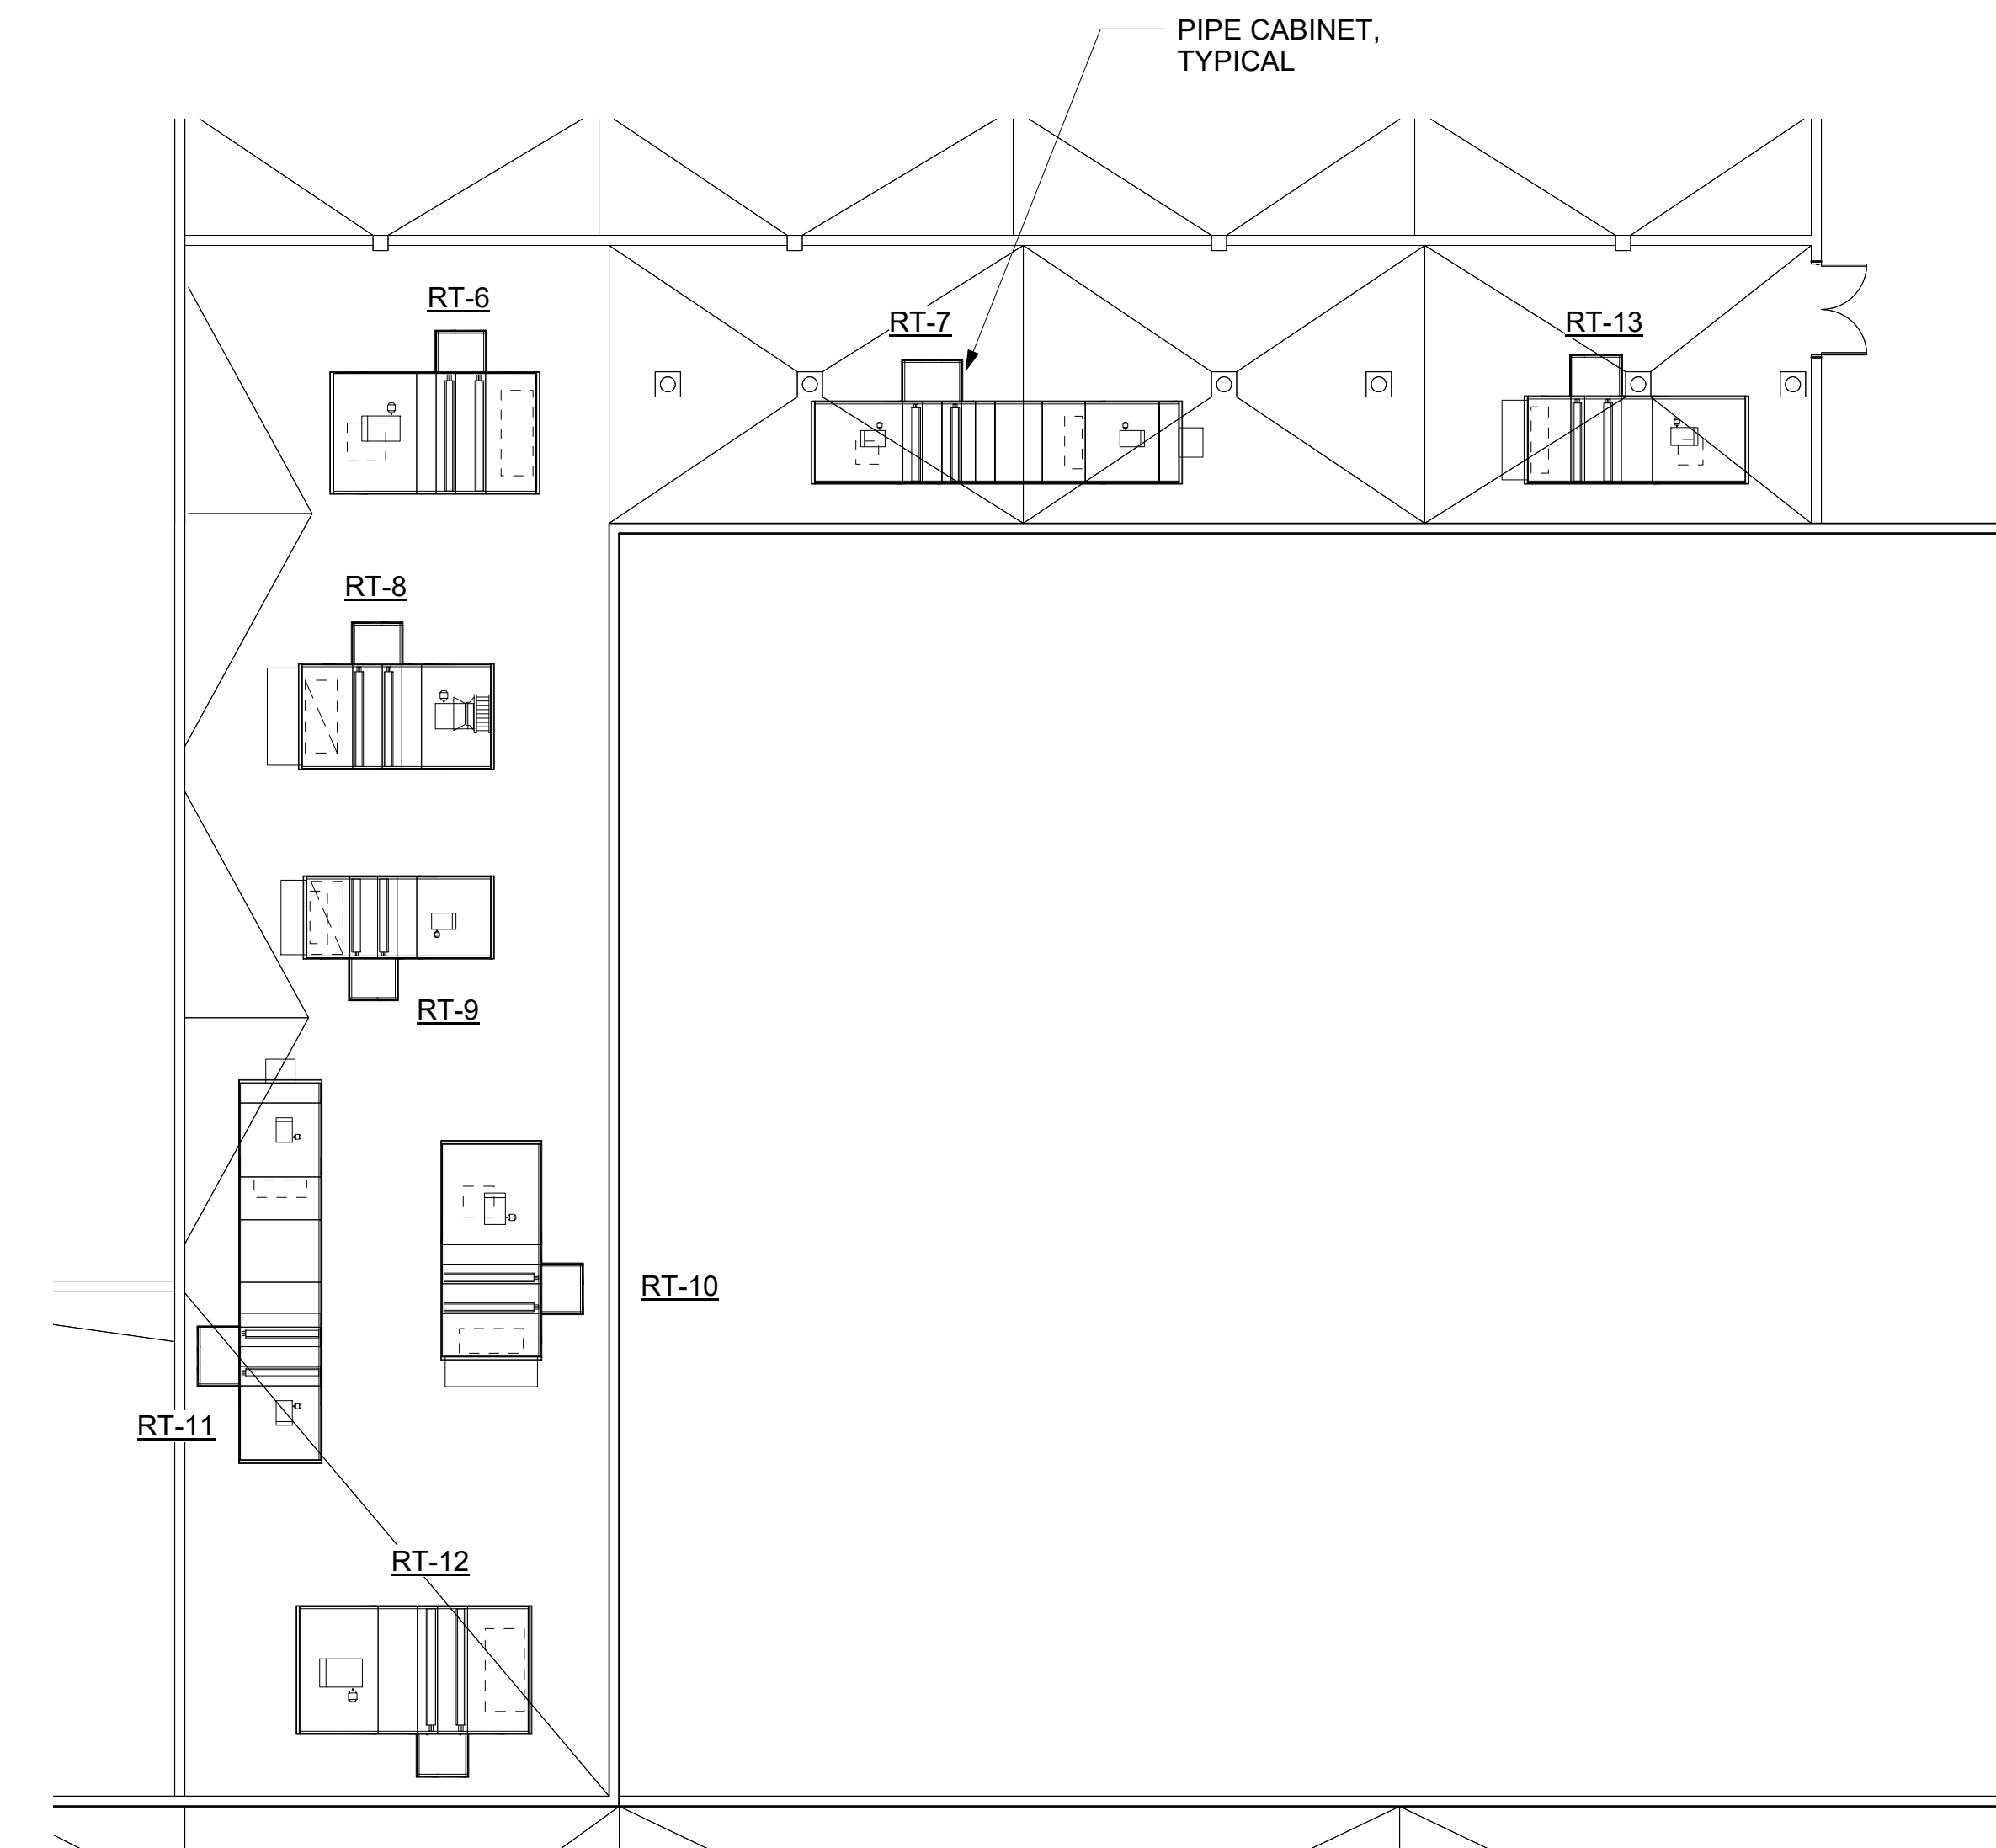 PIPE CABINET,
TYPICAL
RT-6
RT-7
RT-13
RT-8
RT-9
RT-10
RT-11
RT-12